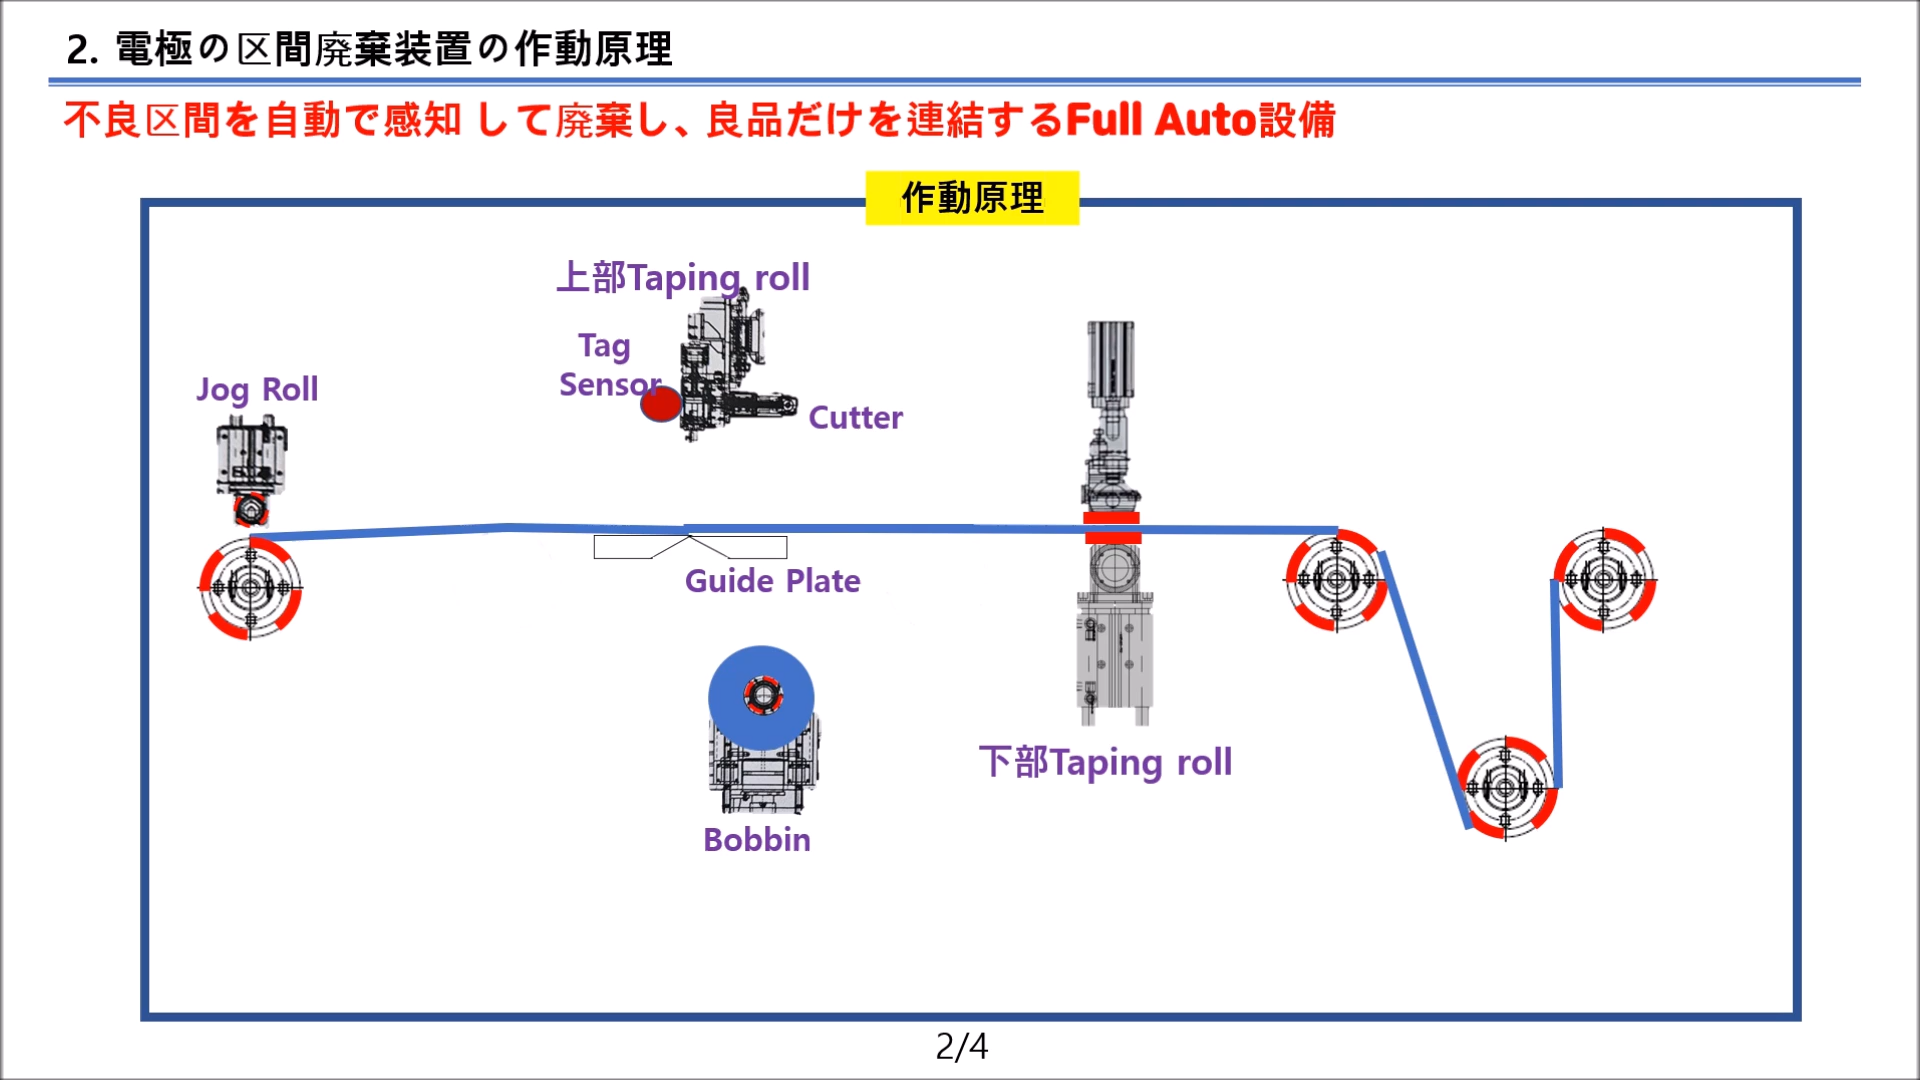 2. 電極の区間廃棄装置の作動原理
不良区間を自動で感知 して廃棄し、良品だけを連結するFull Auto設備
作動原理
上部Taping roll
Tag
Sensor
Jog Roll
Cutter
Guide Plate
下部Taping roll
Bobbin
2/4